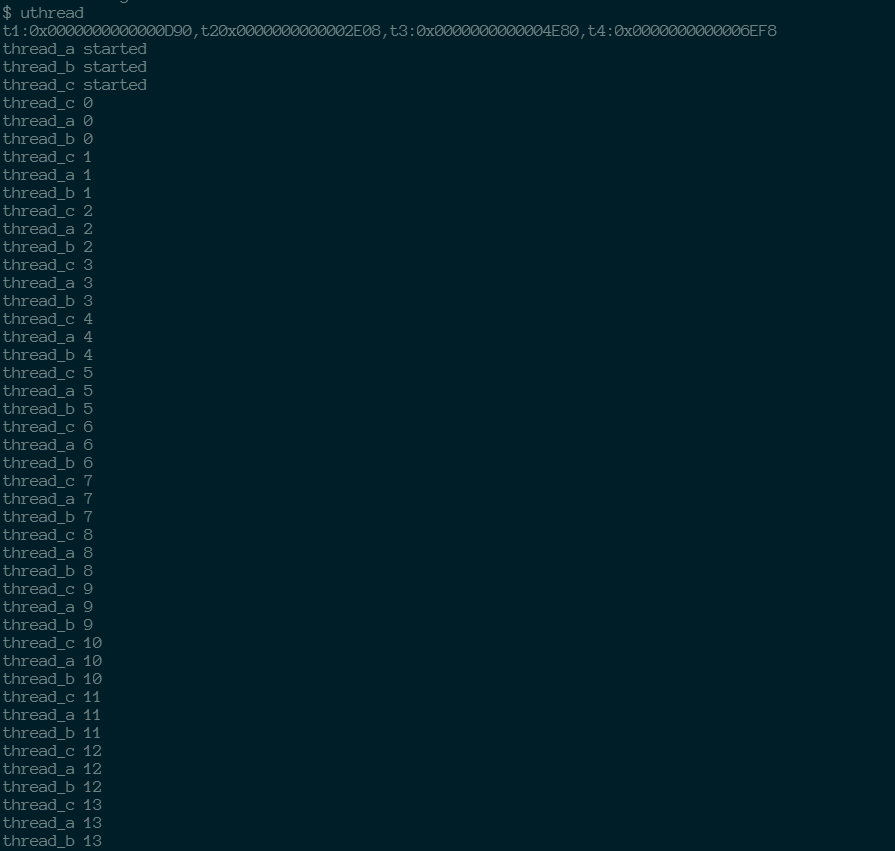 $ uthread
t1:0x0000000000000D90,t20x0000000000002E08,t3:0x0000000000004E80,t4:0x0000000000006EF8
thread_a started
thread_b started
thread_c started
thread_c 0
thread_a 0
thread_b 0
thread_c 1
thread_a 1
thread_b 1
thread_c 2
thread_a 2
thread_b 2
thread_c 3
thread_a 3
thread_b 3
thread_c 4
thread_a 4
thread_b 4
thread_c 5
thread_a 5
thread_b 5
thread_c 6
thread_a 6
thread_b 6
thread_c 7
thread_a 7
thread_b 7
thread_c 8
thread_a 8
thread_b 8
thread_c 9
thread_a 9
thread_b 9
thread_c 10
thread_a 10
thread_b 10
thread_c 11
thread_a 11
thread_b 11
thread_c 12
thread_a 12
thread_b 12
thread_c 13
thread_a 13
thread_b 13